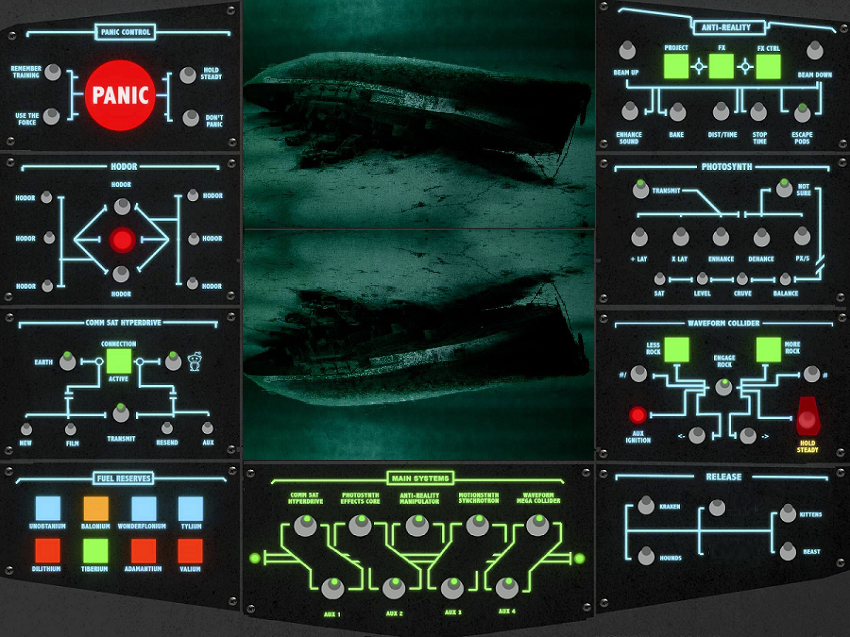 PANIC CONTROL
REMEMBER
TRAINING
HOLD
STEADY
PANIC
USE THE
FORCE
DON'T
PANIC
HODOR
HODOR
HODOR
HODOR
HODOR
HODOR
HODOR
HODOR
HODOR
COMM SAT HYPERDRIVE
CONNECTION
EARTH
ACTIVE
NEW
FILM
TRANSMIT
RESEND
AUX
FUEL RESERVES
UNOBTANIUM
BALONIUM
WONDERFLONIUM
TYLIUM
DILITHIUM
TIBERIUM
ADAMANTIUM
VALIUM
MAIN SYSTEMS
COMM SAT
HYPERDRIVE
PHOTOSYNTH
EFFECTS CORE
ANTI-REALITY
MANIPULATOR
MOTIONSYNTH
SYNCHROTRON
WAVEFORM
MEGA COLLIDER
AUX 1
AUX 2
AUX 3
AUX 4
ANTI-REALITY
PROJECT
FX
FX CTRL
BEAM UP
BEAM DOWN
ENHANCE
SOUND
BAKE
DIST/TIME
STOP
TIME
ESCAPE
PODS
PHOTOSYNTH
TRANSMIT
NOT
SURE
+ LAY
X LAY
ENHANCE
DEHANCE
PX/S
SAT
LEVEL
CRUVE
BALANCE
WAVEFORM COLLIDER
LESS
ROCK
MORE
ROCK
ENGAGE
ROCK
#/
#
AUX
IGNITION
<-
->
HOLD
STEADY
RELEASE
KRAKEN
KITTENS
HOUNDS
BEAST